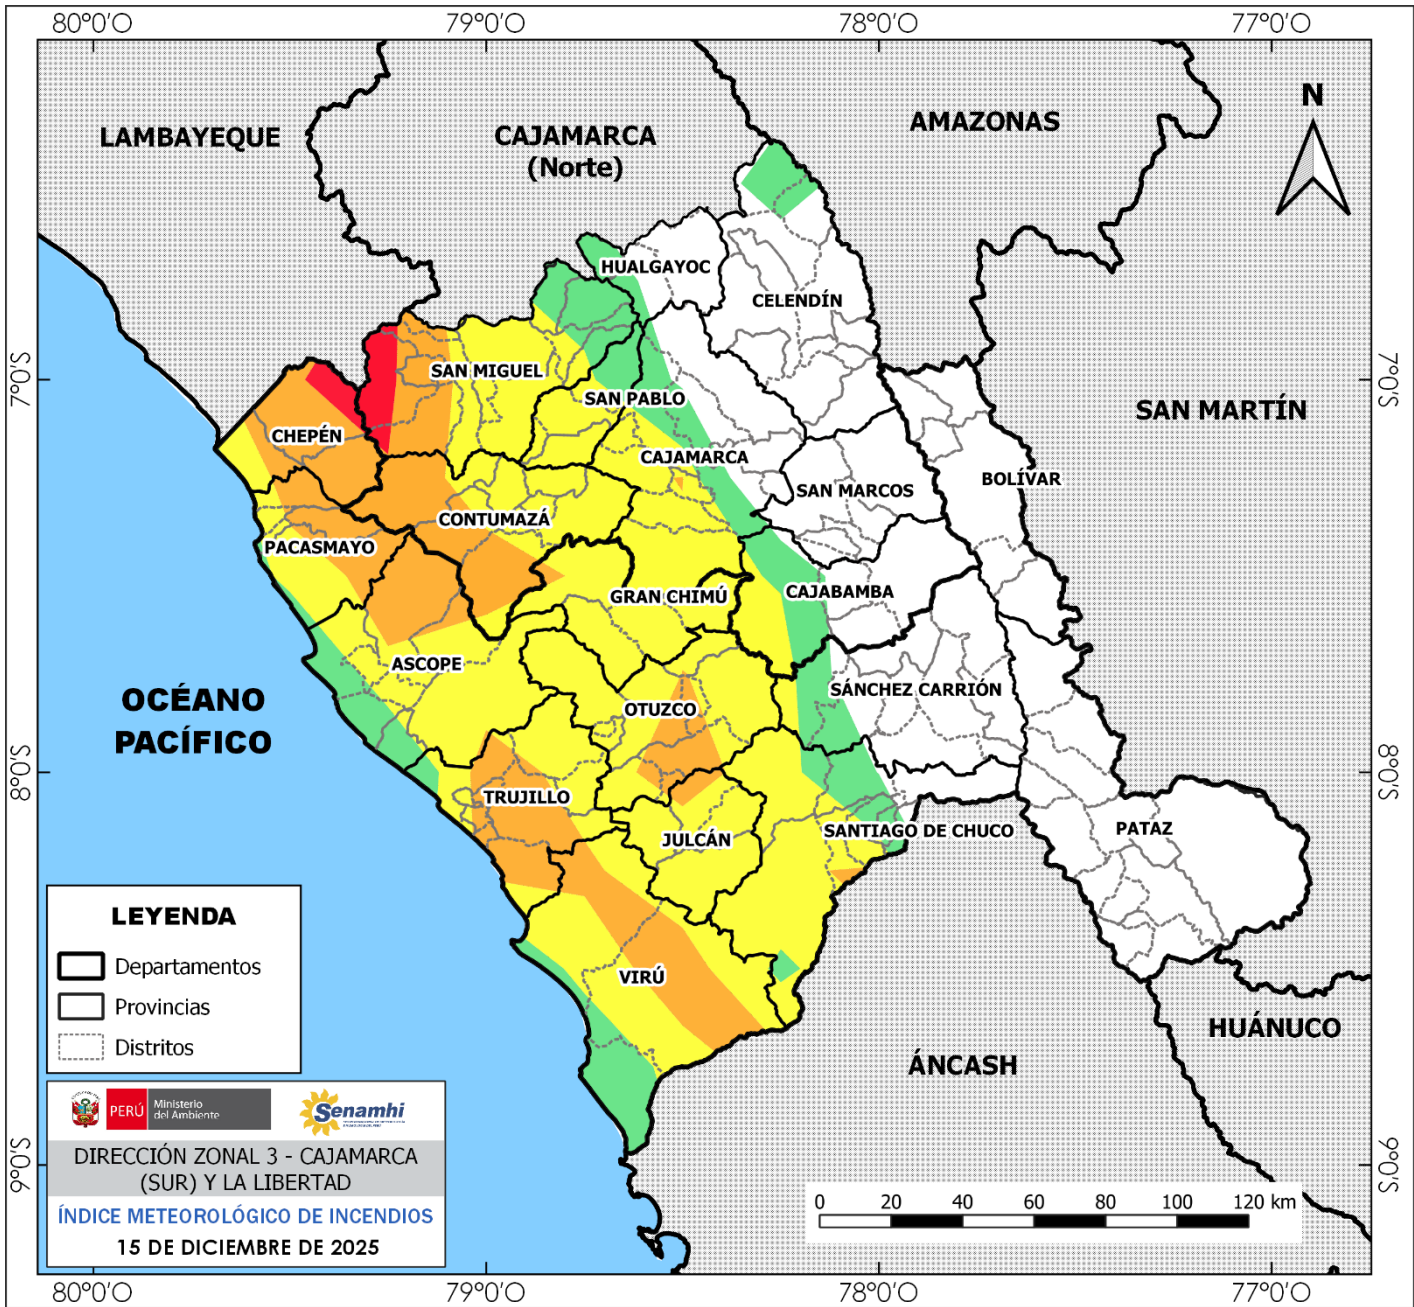 80°0'O
79°0'O
78°0'O
77°0'O
N
LAMBAYEQUE
CAJAMARCA
(Norte)
AMAZONAS
HUALGAYOC
CELENDÍN
7°0'S
7°0'S
SAN MIGUEL
SAN PABLO
SAN MARTÍN
CHEPÉN
CAJAMARCA
SAN MARCOS
BOLÍVAR
CONTUMAZÁ
PACASMAYO
GRAN CHIMÚ
CAJABAMBA
ASCOPE
SÁNCHEZ CARRIÓN
OTUZCO
OCÉANO
PACÍFICO
8°0'S
8°0'S
TRUJILLO
JULCÁN
SANTIAGO DE CHUCO
PATAZ
VIRÚ
HUÁNUCO
ÁNCASH
LEYENDA
Departamentos
Provincias
Distritos
PERÚ
Ministerio
del Ambiente
Senamhi
DIRECCIÓN ZONAL 3 - CAJAMARCA
(SUR) Y LA LIBERTAD
ÍNDICE METEOROLÓGICO DE INCENDIOS
15 DE DICIEMBRE DE 2025
9°0'S
9°0'S
0 20 40 60 80 100 120 km
80°0'O
79°0'O
78°0'O
77°0'O